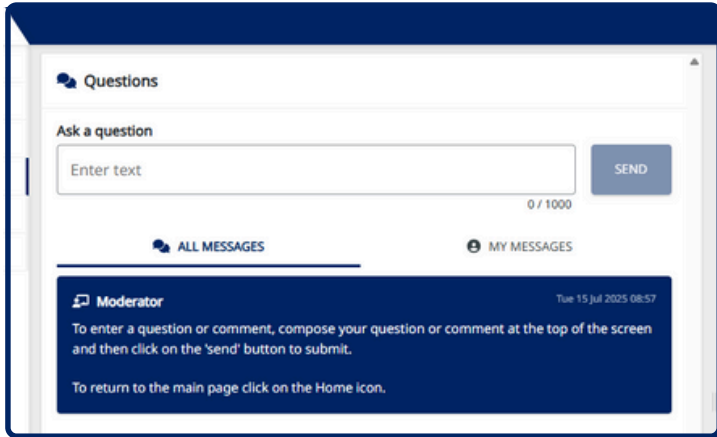 Questions
Ask a question
Enter text
SEND
0 / 1000
ALL MESSAGES
MY MESSAGES
Moderator
Tue 15 Jul 2025 08:57
To enter a question or comment, compose your question or comment at the top of the screen
and then click on the 'send' button to submit.
To return to the main page click on the Home icon.